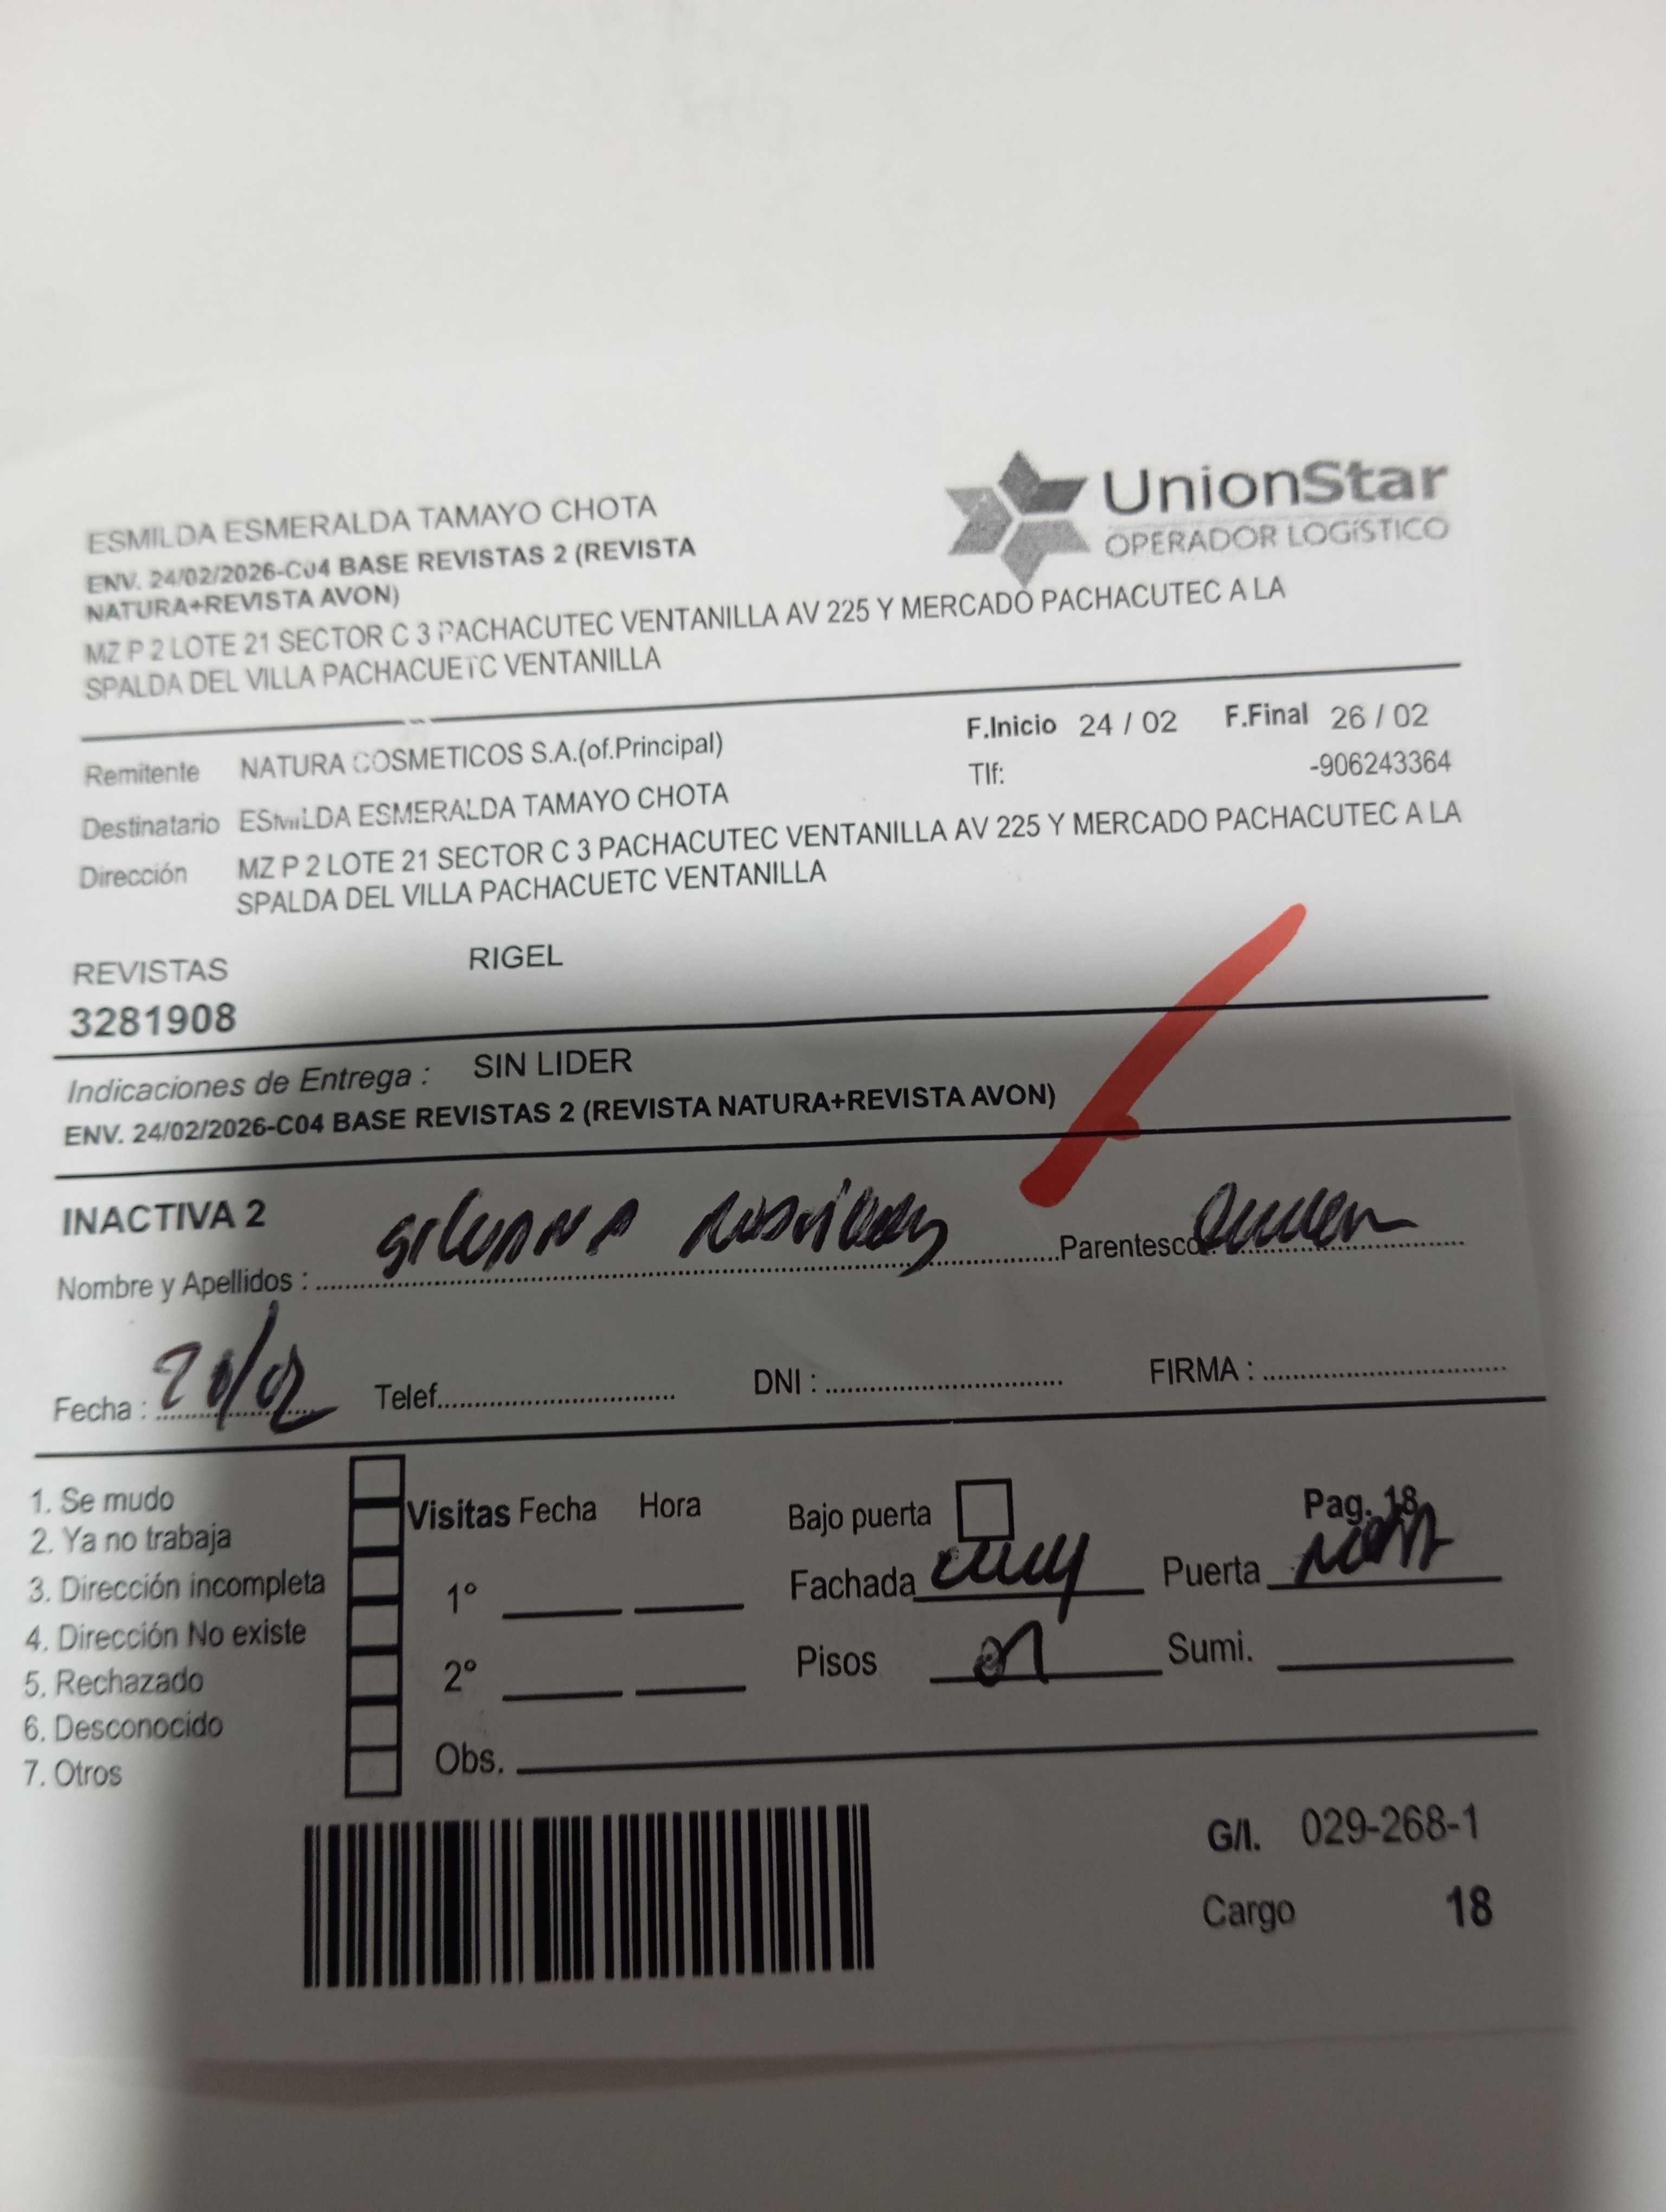 UnionStar
OPERADOR LOGÍSTICO
ESMILDA ESMERALDA TAMAYO CHOTA
ENV. 24/02/2026-C04 BASE REVISTAS 2 (REVISTA
NATURA+REVISTA AVON)
MZ P 2 LOTE 21 SECTOR C 3 PACHACUTEC VENTANILLA AV 225 Y MERCADO PACHACUTEC A LA
SPALDA DEL VILLA PACHACUETC VENTANILLA
F.Inicio 24 / 02 F.Final 26 / 02
Remitente NATURA COSMETICOS S.A.(of.Principal)
Tlf: -906243364
Destinatario ESMILDA ESMERALDA TAMAYO CHOTA
Dirección MZ P 2 LOTE 21 SECTOR C 3 PACHACUTEC VENTANILLA AV 225 Y MERCADO PACHACUTEC A LA
SPALDA DEL VILLA PACHACUETC VENTANILLA
REVISTAS RIGEL
3281908
Indicaciones de Entrega : SIN LIDER
ENV. 24/02/2026-C04 BASE REVISTAS 2 (REVISTA NATURA+REVISTA AVON)
INACTIVA 2
Nombre y Apellidos : Parentesco:
Fecha : Telef. DNI : FIRMA :
1. Se mudo
2. Ya no trabaja
3. Dirección incompleta
4. Dirección No existe
5. Rechazado
6. Desconocido
7. Otros
Visitas Fecha Hora
1°
2°
Obs.
Bajo puerta Pag. 18
Fachada Puerta
Pisos Sumi.
G/I. 029-268-1
Cargo 18